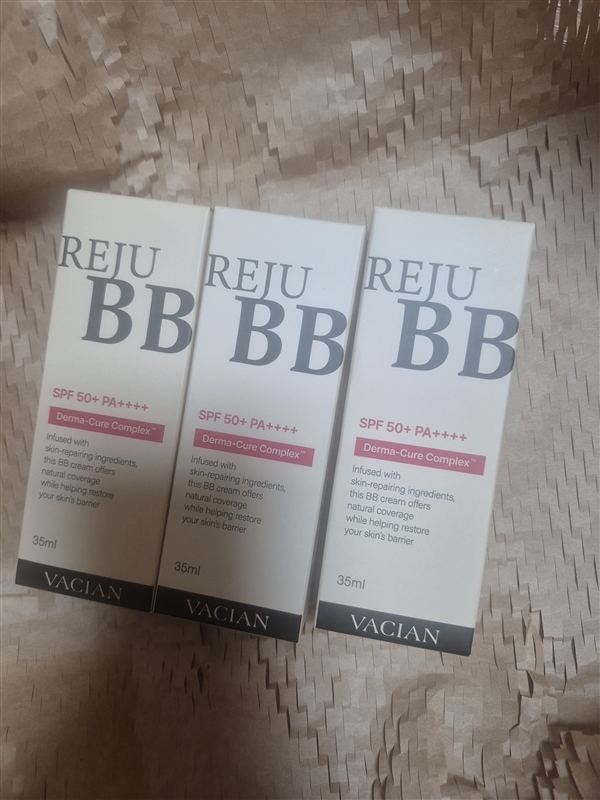 REJU
BB
SPF 50+ PA++++
Derma-Cure Complex™
Infused with
skin-repairing ingredients,
this BB cream offers
natural coverage
while helping restore
your skin's barrier
35ml
VACIAN
REJU
BB
SPF 50+ PA++++
Derma-Cure Complex™
Infused with
skin-repairing ingredients,
this BB cream offers
natural coverage
while helping restore
your skin's barrier
35ml
VACIAN
REJU
BB
SPF 50+ PA++++
Derma-Cure Complex™
Infused with
skin-repairing ingredients,
this BB cream offers
natural coverage
while helping restore
your skin's barrier
35ml
VACIAN